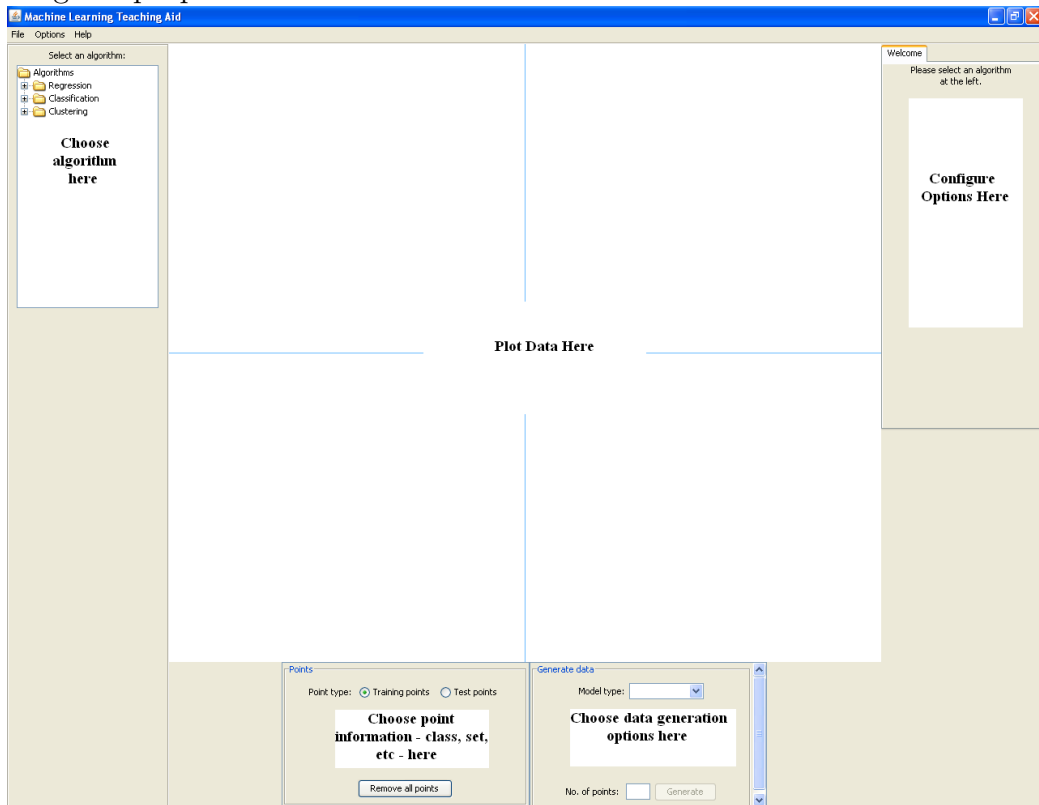 Machine Learning Teaching Aid
File Options Help
Select an algorithm:
Algorithms
Regression
Classification
Clustering
Choose
algorithm
here
Plot Data Here
Welcome
Please select an algorithm
at the left.
Configure
Options Here
Points
Point type: Training points Test points
Choose point
information - class, set,
etc - here
Remove all points
Generate data
Model type:
Choose data generation
options here
No. of points: Generate